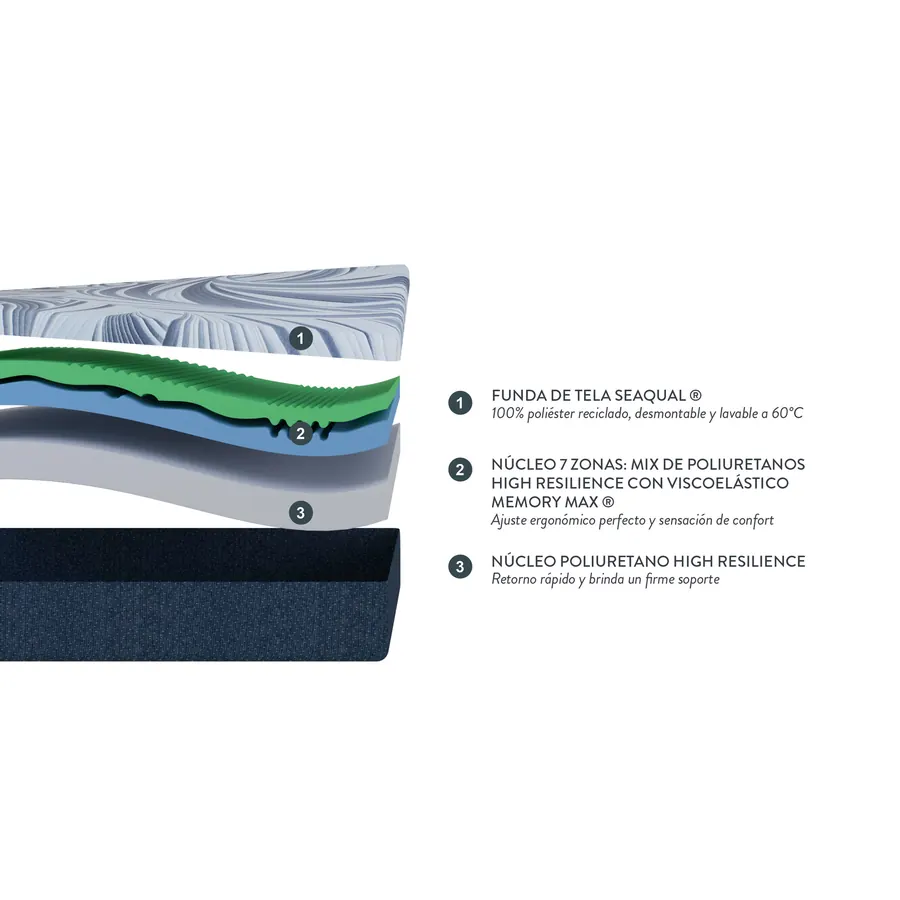 1
2
3
1
FUNDA DE TELA SEAQUAL ®
100% poliéster reciclado, desmontable y lavable a 60°C
2
NÚCLEO 7 ZONAS: MIX DE POLIURETANOS
HIGH RESILIENCE CON VISCOELÁSTICO
MEMORY MAX ®
Ajuste ergonómico perfecto y sensación de confort
3
NÚCLEO POLIURETANO HIGH RESILIENCE
Retorno rápido y brinda un firme soporte